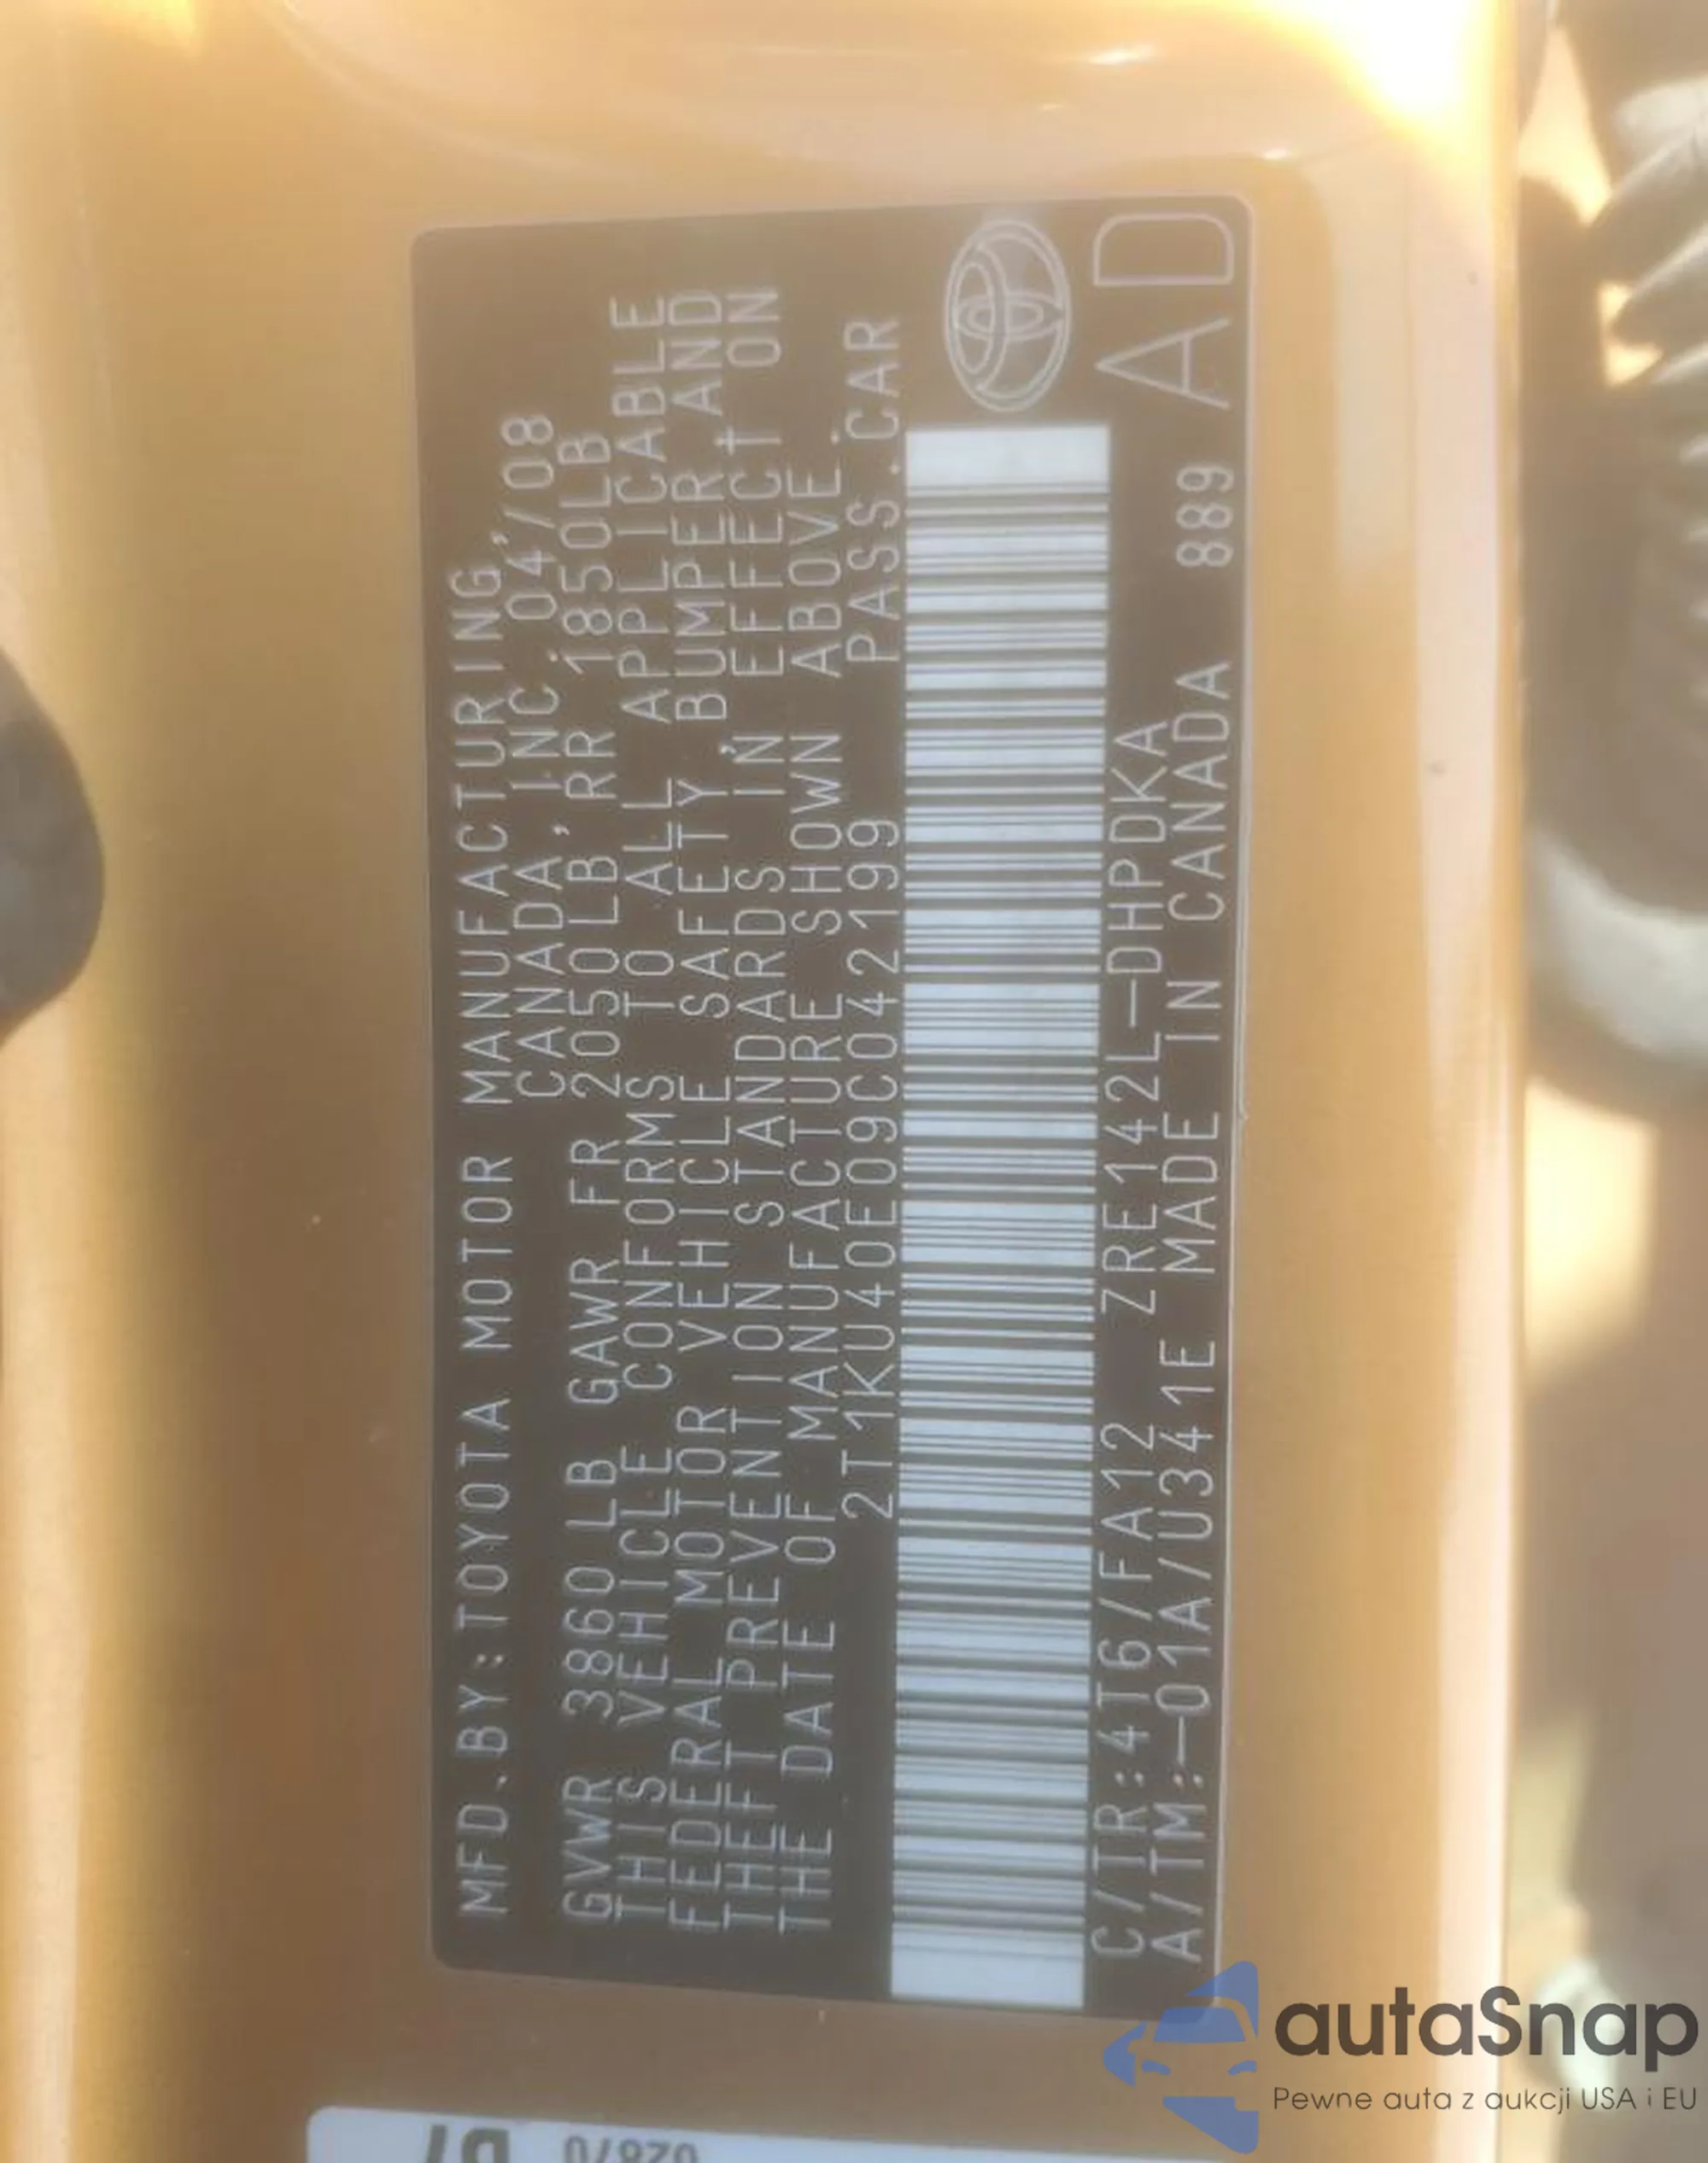 MFD.BY:TOYOTA MOTOR MANUFACTURING
CANADA, INC. 04'/08
GVWR 3860 LB GAWR FR 2050LB, RR 1850LB
THIS VEHICLE CONFORMS TO ALL APPLICABLE
FEDERAL MOTOR VEHICLE SAFETY, BUMPER AND
THEFT PREVENTION STANDARDS IN EFFECT ON
THE DATE OF MANUFACTURE SHOWN ABOVE.
2T1KU40E09C042199 PASS.CAR
C/TR:4T6/FA12 ZRE142L-DHPDKA
A/TM:-01A/U341E MADE IN CANADA 889 AD
autaSnap
Pewne auta z aukcji USA i EU